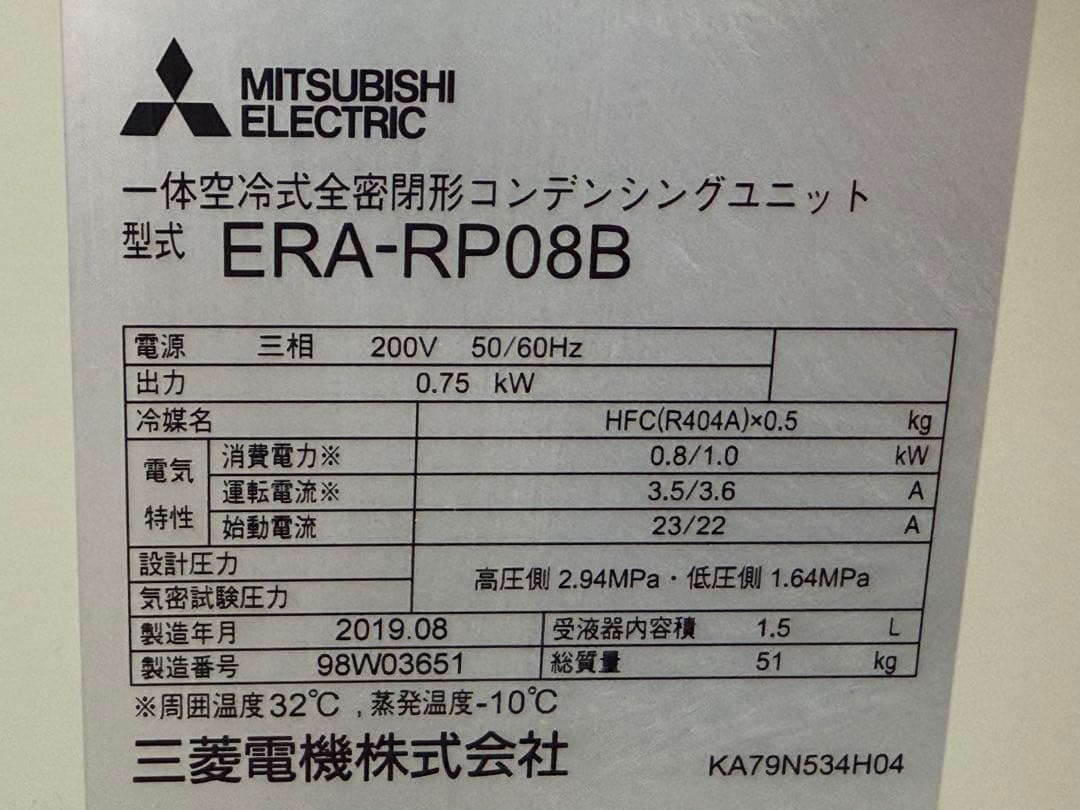 MITSUBISHI
ELECTRIC
一体空冷式全密閉形コンデンシングユニット
型式 ERA-RP08B
電源 三相 200V 50/60Hz
出力 0.75 kW
冷媒名 HFC(R404A)×0.5 kg
電気特性
消費電力※ 0.8/1.0 kW
運転電流※ 3.5/3.6 A
始動電流 23/22 A
設計圧力
気密試験圧力
高圧側 2.94MPa・低圧側 1.64MPa
製造年月 2019.08 受液器内容積 1.5 L
製造番号 98W03651 総質量 51 kg
※周囲温度32℃,蒸発温度-10℃
三菱電機株式会社 KA79N534H04